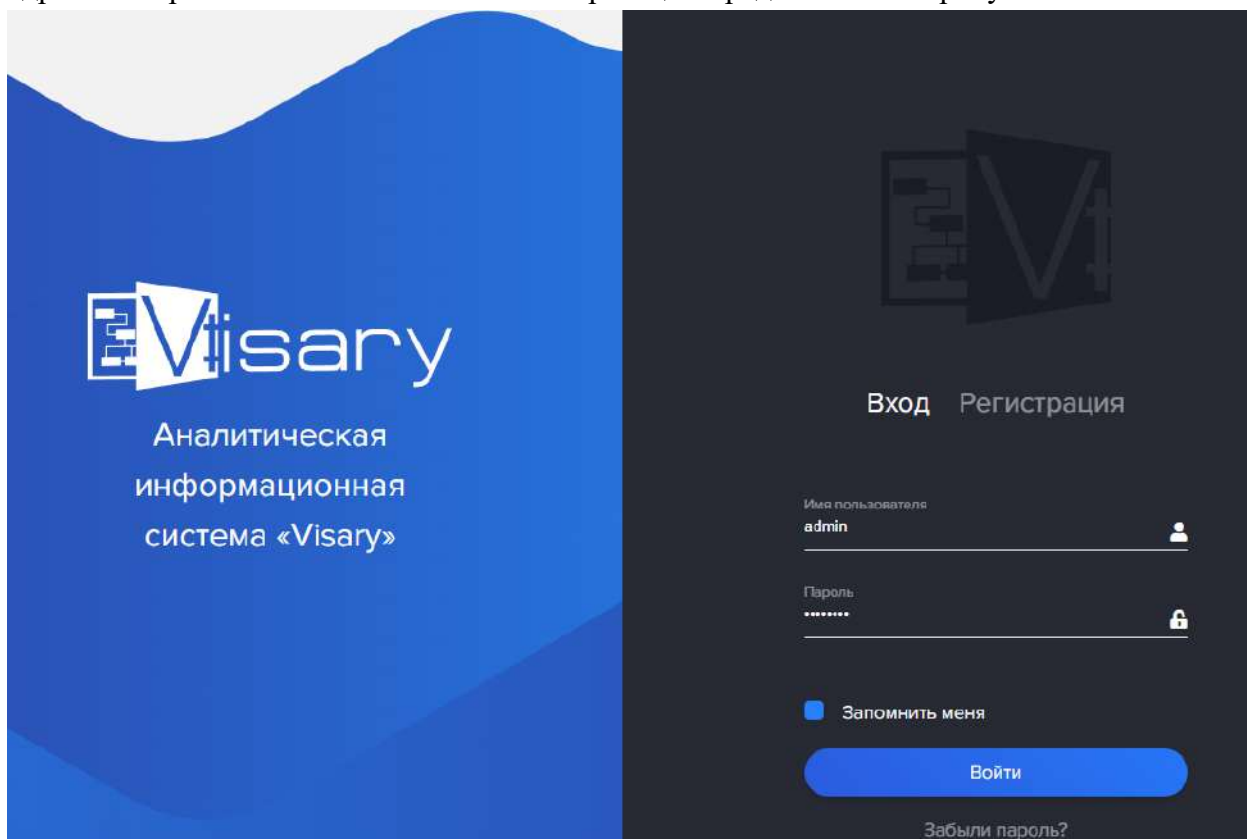 Visary
Аналитическая
информационная
система «Visary»
Вход Регистрация
Имя пользователя
admin
Пароль
••••••••
Запомнить меня
Войти
Забыли пароль?